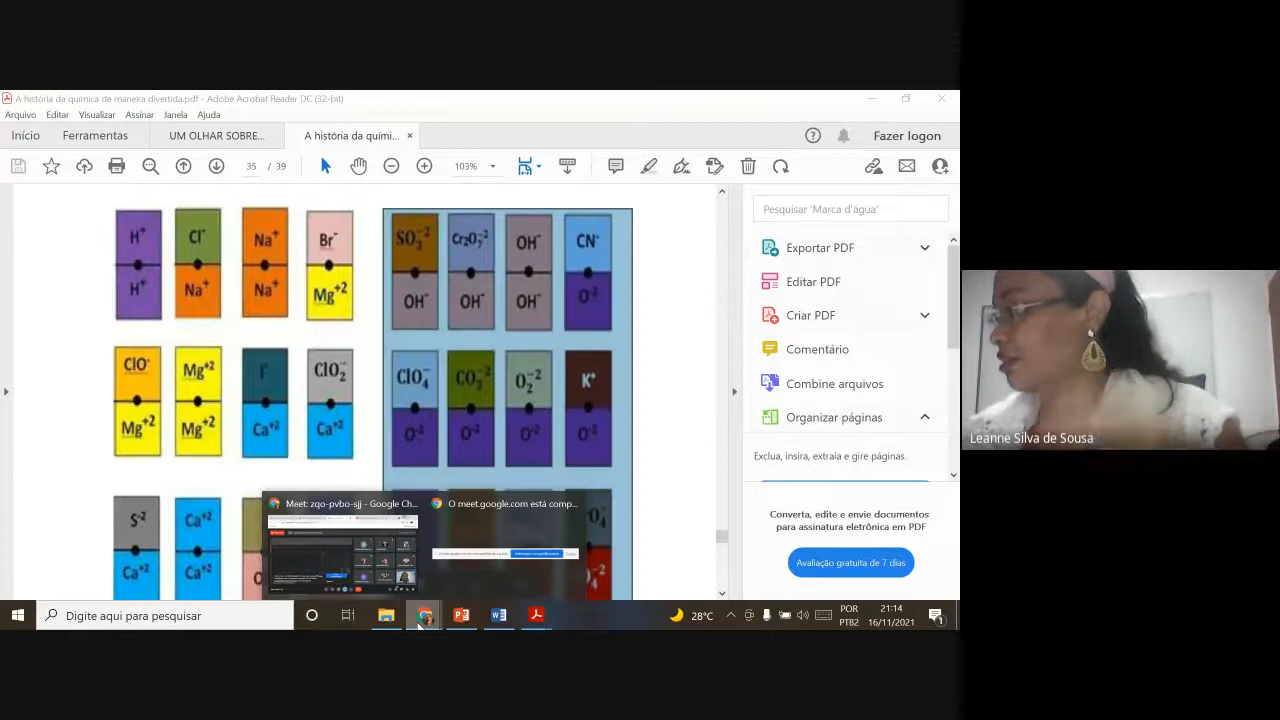 A história da química de maneira divertida.pdf - Adobe Acrobat Reader DC (32-bit)
Arquivo Editar Visualizar Assinar Janela Ajuda
Início Ferramentas UM OLHAR SOBRE... A história da quími... × Fazer logon
35 / 39 103%
Pesquisar 'Marca d'água'
Exportar PDF
Editar PDF
Criar PDF
Comentário
Combine arquivos
Organizar páginas
Exclua, insira, extraia e gire páginas.
Converta, edite e envie documentos
para assinatura eletrônica em PDF
Avaliação gratuita de 7 dias
H⁺ Cl⁻ Na⁺ Br⁻ SO₃⁻² Cr₂O₇⁻² OH⁻ CN⁻
H⁺ Na⁺ Na⁺ Mg⁺² OH⁻ OH⁻ OH⁻ O⁻²
ClO⁻ Mg⁺² I⁻ ClO₂⁻ ClO₄⁻ CO₃⁻² O₂⁻² K⁺
Mg⁺² Mg⁺² Ca⁺² Ca⁺² O⁻² O⁻² O⁻² O⁻²
S⁻² Ca⁺²
Ca⁺² Ca⁺²
Meet: zqo-pvbo-sjj - Google Ch... O meet.google.com está comp...
Leanne Silva de Sousa
Digite aqui para pesquisar
28°C
POR
PTB2
21:14
16/11/2021